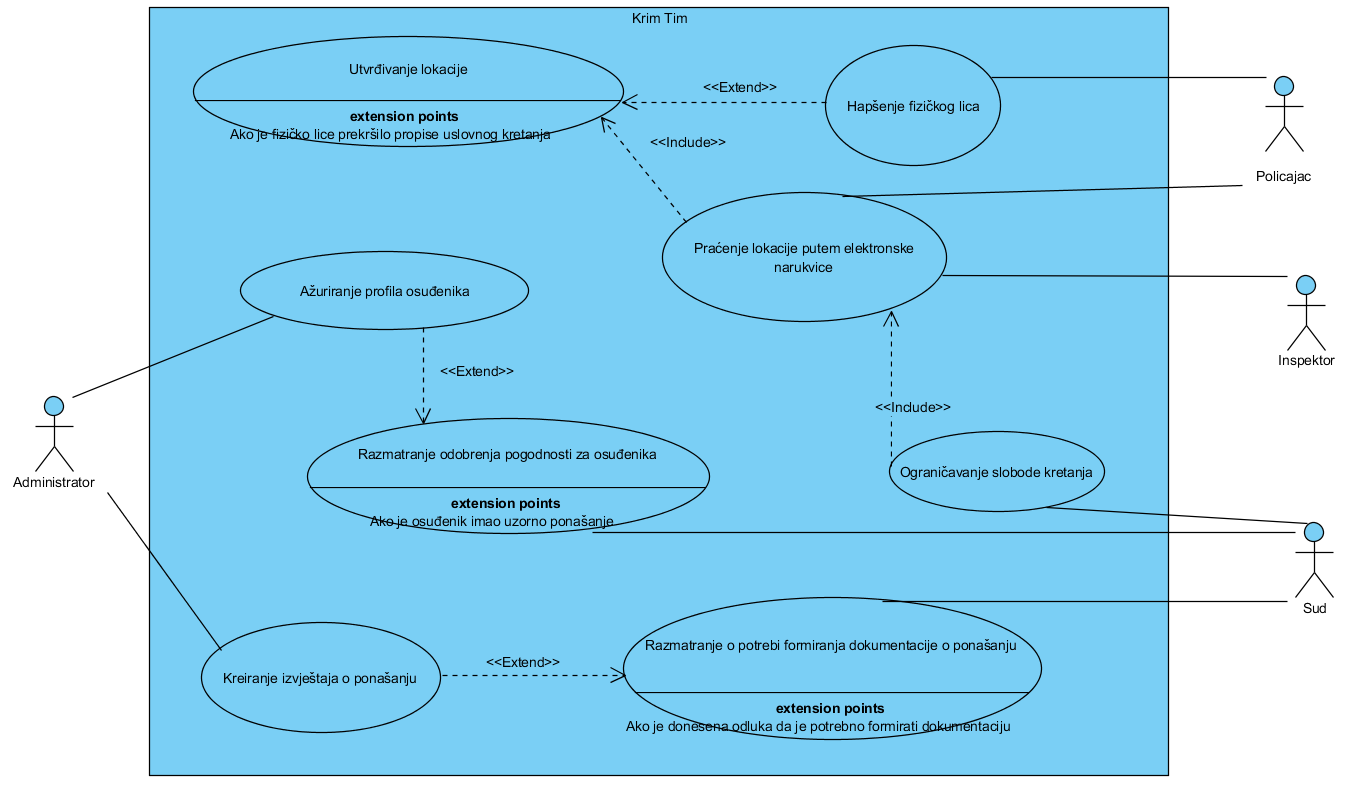 Krim Tim
Utvrđivanje lokacije
extension points
Ako je fizičko lice prekršilo propise uslovnog kretanja
<<Extend>>
Hapšenje fizičkog lica
<<Include>>
Policajac
Praćenje lokacije putem elektronske
narukvice
Ažuriranje profila osuđenika
Inspektor
<<Extend>>
<<Include>>
Administrator
Razmatranje odobrenja pogodnosti za osuđenika
extension points
Ako je osuđenik imao uzorno ponašanje
Ograničavanje slobode kretanja
Sud
Kreiranje izvještaja o ponašanju
<<Extend>>
Razmatranje o potrebi formiranja dokumentacije o ponašanju
extension points
Ako je donesena odluka da je potrebno formirati dokumentaciju